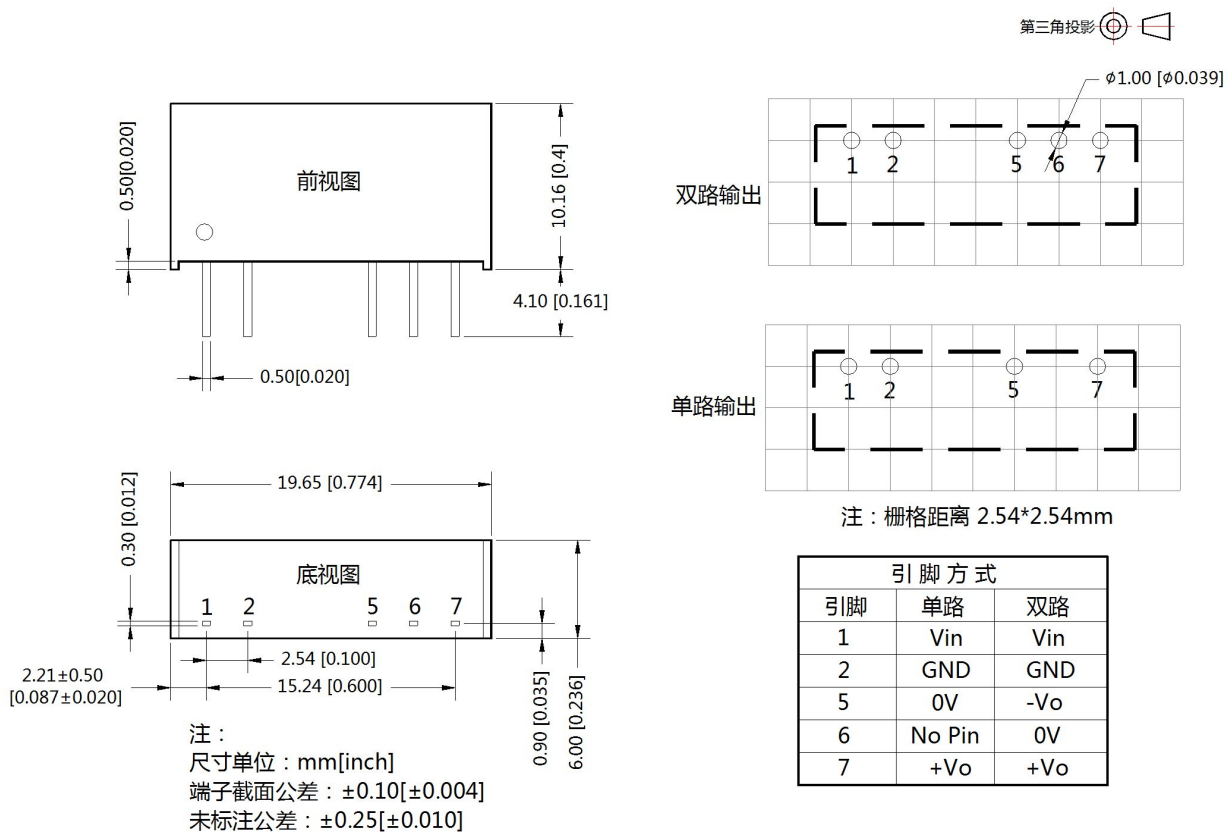 第三角投影
0.50[0.020]
前视图
10.16 [0.4]
4.10 [0.161]
0.50[0.020]
ϕ1.00 [ϕ0.039]
双路输出
1 2 5 6 7
单路输出
1 2 5 7
注：栅格距离 2.54*2.54mm
19.65 [0.774]
0.30 [0.012]
底视图
1 2 5 6 7
2.54 [0.100]
15.24 [0.600]
2.21±0.50
[0.087±0.020]
0.90 [0.035]
6.00 [0.236]
注：
尺寸单位：mm[inch]
端子截面公差：±0.10[±0.004]
未标注公差：±0.25[±0.010]
引脚方式
引脚 单路 双路
1 Vin Vin
2 GND GND
5 0V -Vo
6 No Pin 0V
7 +Vo +Vo